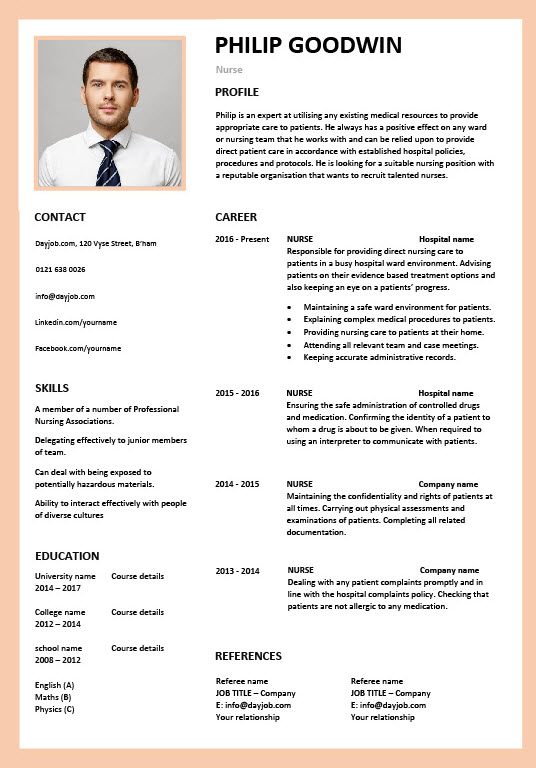 PHILIP GOODWIN
Nurse
PROFILE
Philip is an expert at utilising any existing medical resources to provide
appropriate care to patients. He always has a positive effect on any ward
or nursing team that he works with and can be relied upon to provide
direct patient care in accordance with established hospital policies,
procedures and protocols. He is looking for a suitable nursing position with
a reputable organisation that wants to recruit talented nurses.
CONTACT
Dayjob.com, 120 Vyse Street, B'ham
0121 638 0026
info@dayjob.com
Linkedin.com/yourname
Facebook.com/yourname
SKILLS
A member of a number of Professional
Nursing Associations.
Delegating effectively to junior members
of team.
Can deal with being exposed to
potentially hazardous materials.
Ability to interact effectively with people
of diverse cultures
EDUCATION
University name Course details
2014 – 2017
College name Course details
2012 – 2014
school name Course details
2008 – 2012
English (A)
Maths (B)
Physics (C)
CAREER
2016 - Present NURSE Hospital name
Responsible for providing direct nursing care to
patients in a busy hospital ward environment. Advising
patients on their evidence based treatment options and
also keeping an eye on a patients' progress.
• Maintaining a safe ward environment for patients.
• Explaining complex medical procedures to patients.
• Providing nursing care to patients at their home.
• Attending all relevant team and case meetings.
• Keeping accurate administrative records.
2015 - 2016 NURSE Hospital name
Ensuring the safe administration of controlled drugs
and medication. Confirming the identity of a patient to
whom a drug is about to be given. When required to
using an interpreter to communicate with patients.
2014 - 2015 NURSE Company name
Maintaining the confidentiality and rights of patients at
all times. Carrying out physical assessments and
examinations of patients. Completing all related
documentation.
2013 - 2014 NURSE Company name
Dealing with any patient complaints promptly and in
line with the hospital complaints policy. Checking that
patients are not allergic to any medication.
REFERENCES
Referee name Referee name
JOB TITLE – Company JOB TITLE – Company
E: info@dayjob.com E: info@dayjob.com
Your relationship Your relationship